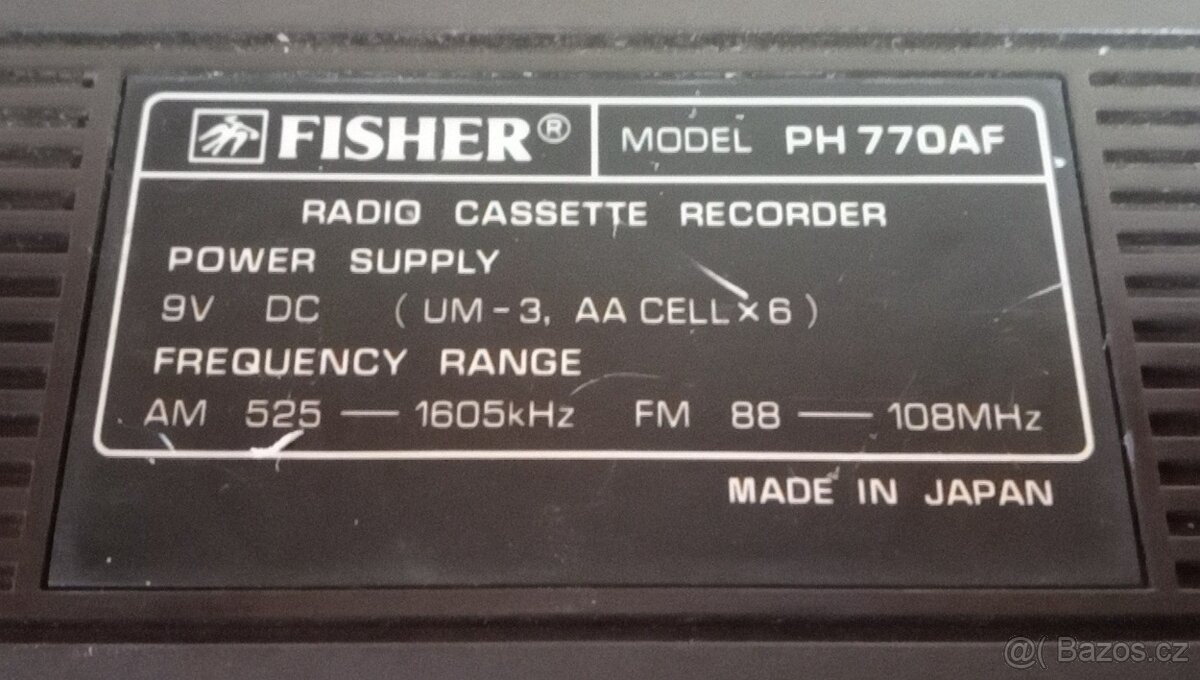 FISHER® MODEL PH 770AF
RADIO CASSETTE RECORDER
POWER SUPPLY
9V DC ( UM-3, AA CELL × 6 )
FREQUENCY RANGE
AM 525 — 1605kHz FM 88 — 108MHz
MADE IN JAPAN
@( Bazos.cz